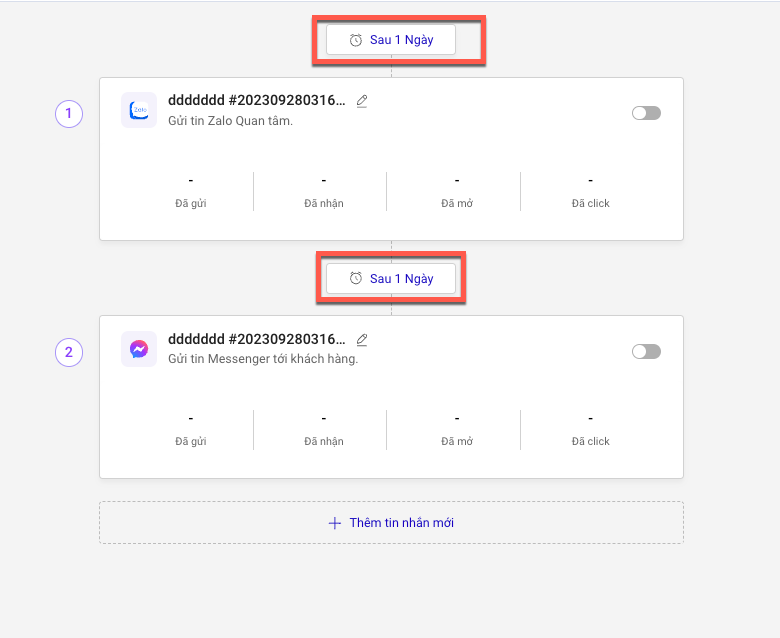 Sau 1 Ngày
1
Zalo
ddddddd #202309280316...
Gửi tin Zalo Quan tâm.
- - - -
Đã gửi Đã nhận Đã mở Đã click
Sau 1 Ngày
2
ddddddd #202309280316...
Gửi tin Messenger tới khách hàng.
- - - -
Đã gửi Đã nhận Đã mở Đã click
Thêm tin nhắn mới